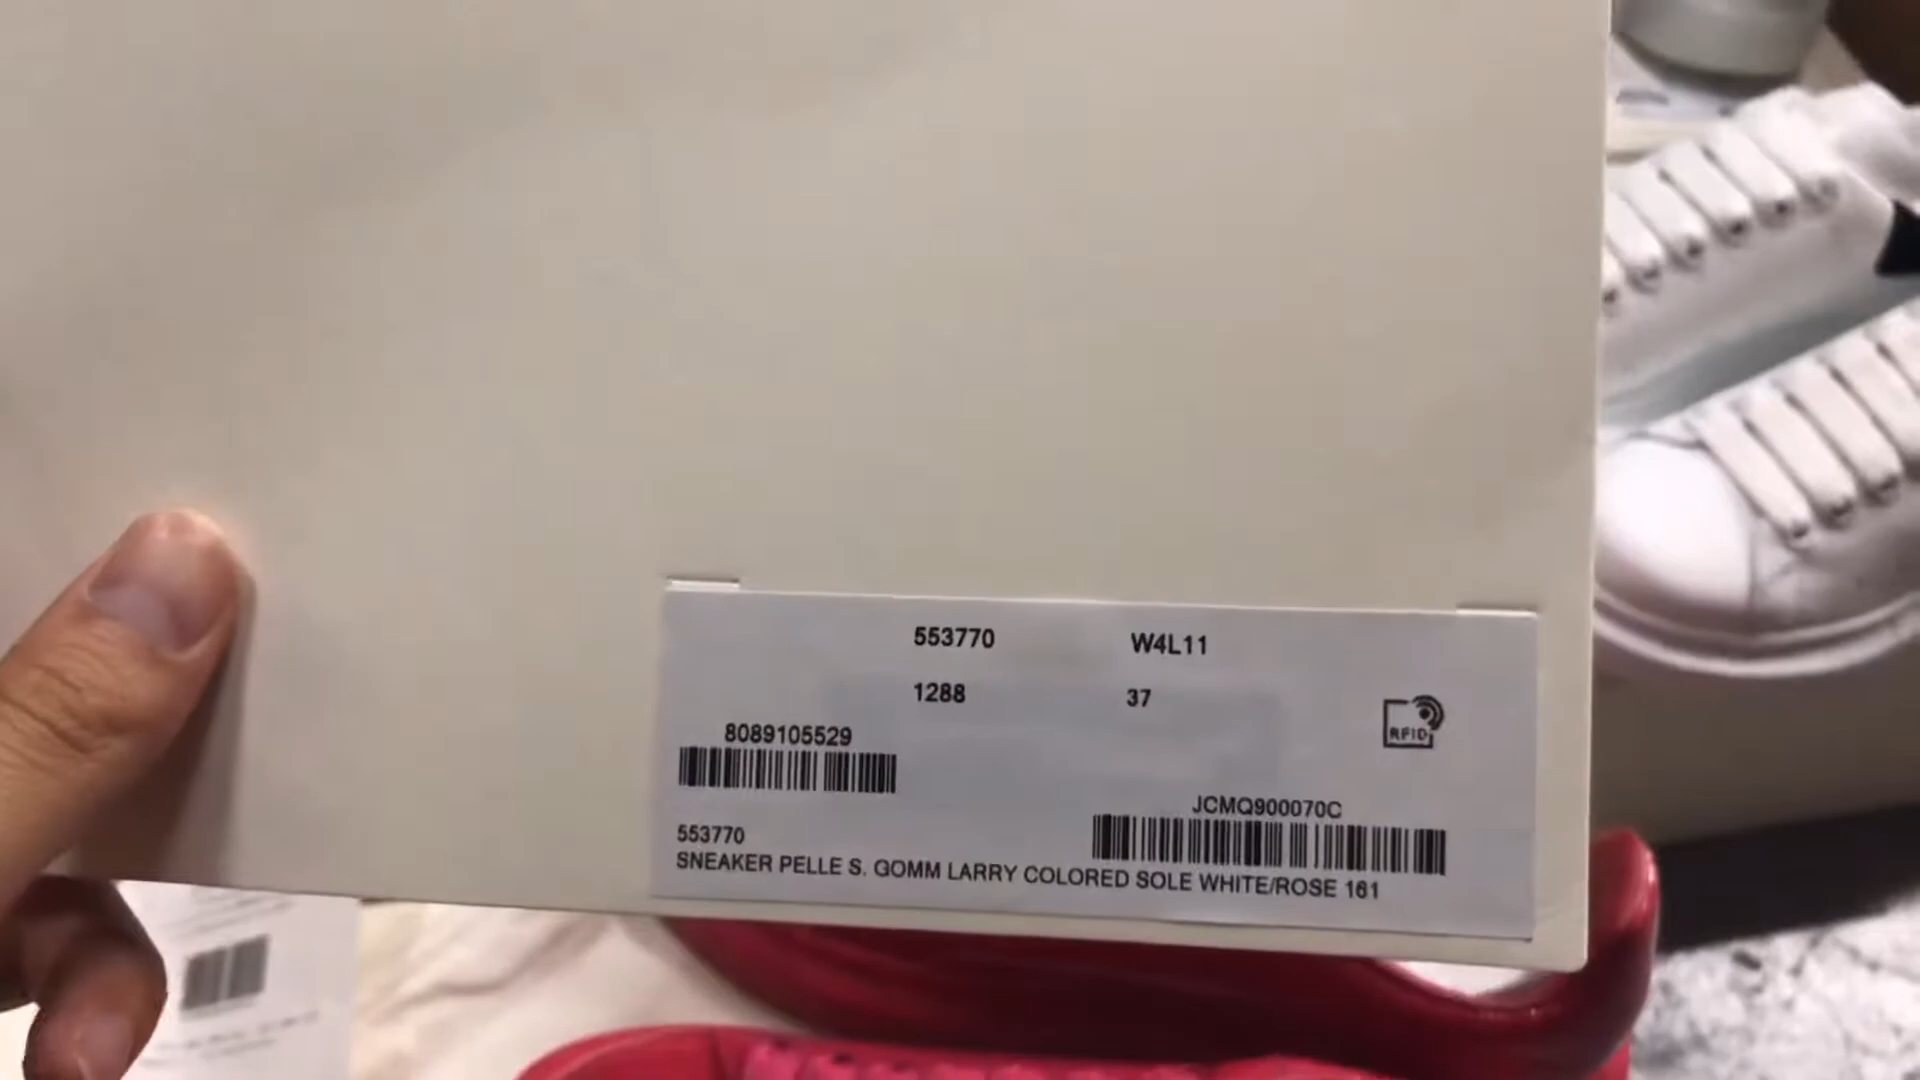 553770 W4L11
1288 37
RFID
8089105529
JCMQ900070C
553770
SNEAKER PELLE S. GOMM LARRY COLORED SOLE WHITE/ROSE 161